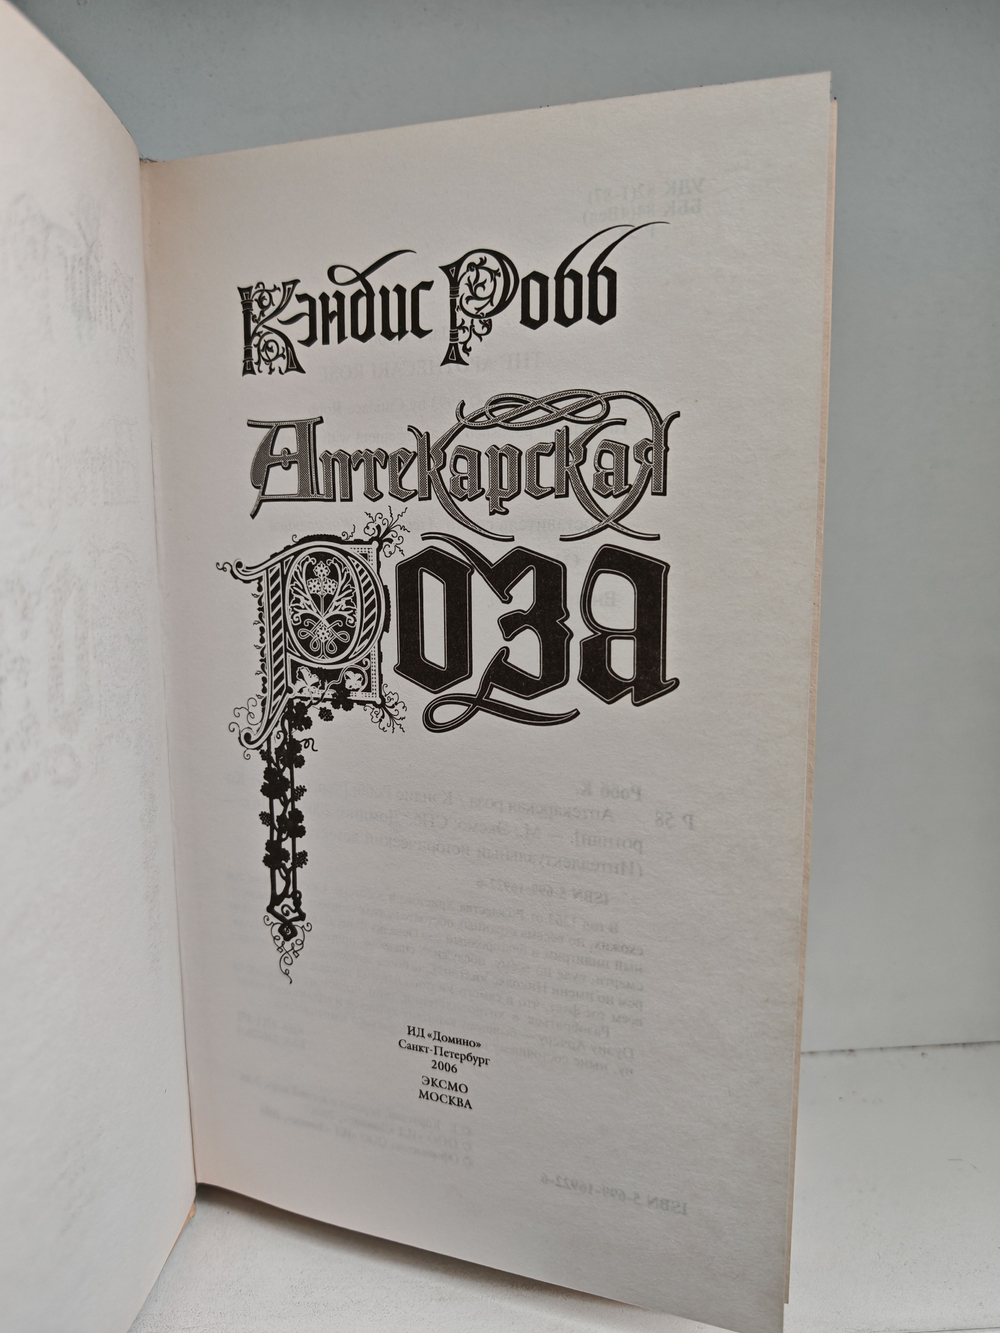 Кэндис Робб
Аптекарская
Роза
ИД «Домино»
Санкт-Петербург
2006
ЭКСМО
МОСКВА